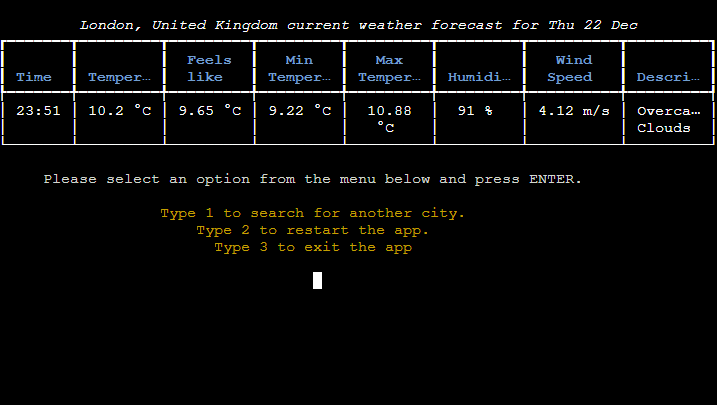 London, United Kingdom current weather forecast for Thu 22 Dec
Feels Min Max Wind
Time Temper… like Temper… Temper… Humidi… Speed Descri…
23:51 10.2 °C 9.65 °C 9.22 °C 10.88 91 % 4.12 m/s Overca…
°C Clouds
Please select an option from the menu below and press ENTER.
Type 1 to search for another city.
Type 2 to restart the app.
Type 3 to exit the app